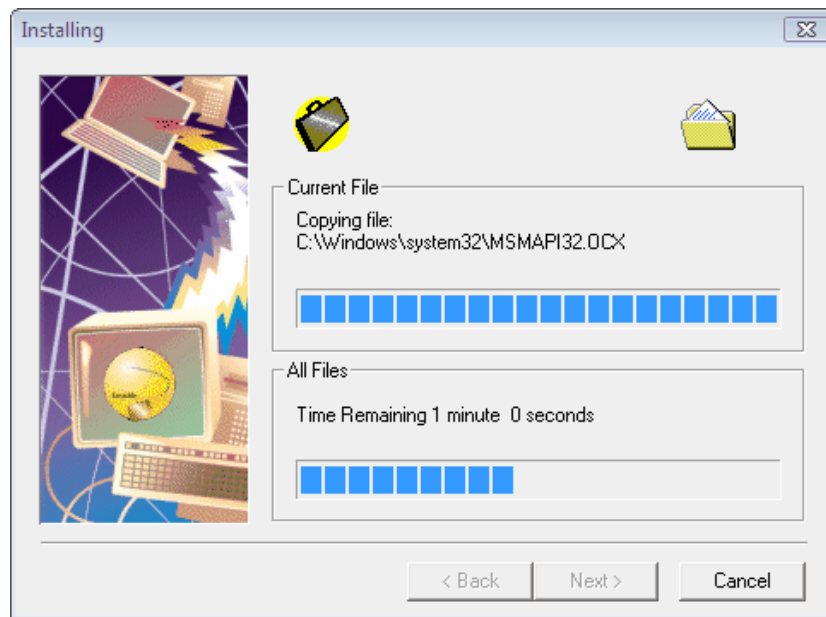 Installing
Current File
Copying file:
C:\Windows\system32\MSMAPI32.OCX
All Files
Time Remaining 1 minute  0 seconds
< Back
Next >
Cancel